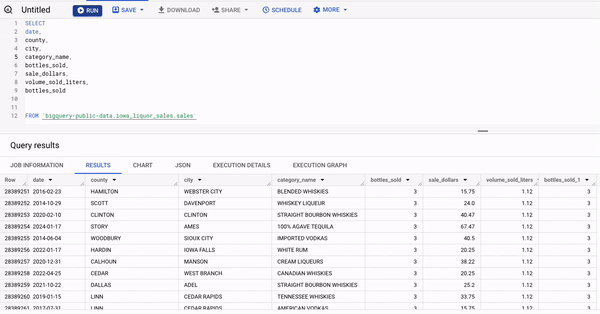 Untitled RUN SAVE DOWNLOAD SHARE SCHEDULE MORE
1 SELECT
2 date,
3 county,
4 city,
5 category_name,
6 bottles_sold,
7 sale_dollars,
8 volume_sold_liters,
9 bottles_sold
10
11
12 FROM `bigquery-public-data.iowa_liquor_sales.sales`
Query results
JOB INFORMATION RESULTS CHART JSON EXECUTION DETAILS EXECUTION GRAPH
Row date county city category_name bottles_sold sale_dollars volume_sold_liters bottles_sold_1
28389251 2016-02-23 HAMILTON WEBSTER CITY BLENDED WHISKIES 3 15.75 1.12 3
28389252 2014-10-29 SCOTT DAVENPORT WHISKEY LIQUEUR 3 24.0 1.12 3
28389253 2020-02-10 CLINTON CLINTON STRAIGHT BOURBON WHISKIES 3 40.47 1.12 3
28389254 2024-01-17 STORY AMES 100% AGAVE TEQUILA 3 67.47 1.12 3
28389255 2014-06-04 WOODBURY SIOUX CITY IMPORTED VODKAS 3 40.5 1.12 3
28389256 2022-01-17 HARDIN IOWA FALLS WHITE RUM 3 20.25 1.12 3
28389257 2020-12-31 CALHOUN MANSON CREAM LIQUEURS 3 38.22 1.12 3
28389258 2022-04-25 CEDAR WEST BRANCH CANADIAN WHISKIES 3 20.25 1.12 3
28389259 2021-10-22 DALLAS ADEL STRAIGHT BOURBON WHISKIES 3 25.2 1.12 3
28389260 2019-01-15 LINN CEDAR RAPIDS TENNESSEE WHISKIES 3 33.75 1.12 3
28389261 2017-07-31 LINN CEDAR RAPIDS AMERICAN VODKAS 3 15.75 1.12 3